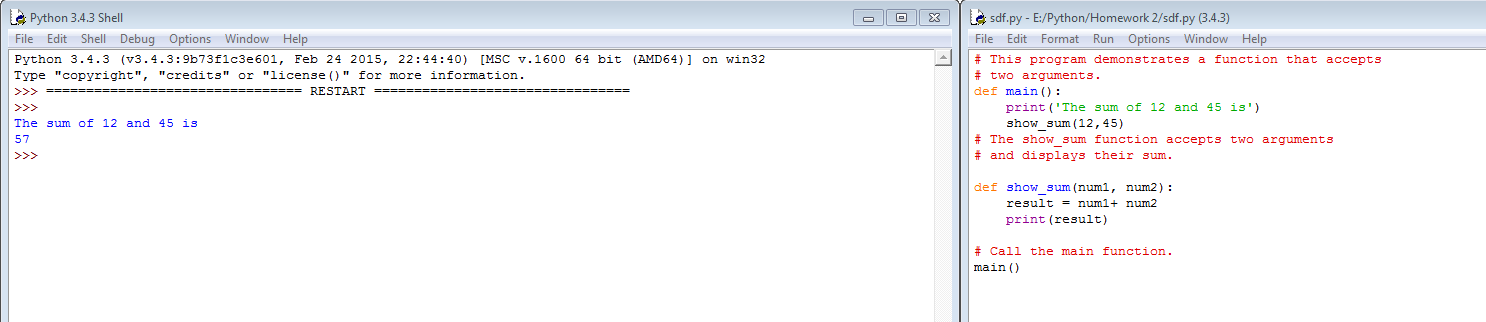 Python 3.4.3 Shell
File Edit Shell Debug Options Window Help
Python 3.4.3 (v3.4.3:9b73f1c3e601, Feb 24 2015, 22:44:40) [MSC v.1600 64 bit (AMD64)] on win32
Type "copyright", "credits" or "license()" for more information.
>>> ================================ RESTART ================================
>>>
The sum of 12 and 45 is
57
>>>
sdf.py - E:/Python/Homework 2/sdf.py (3.4.3)
File Edit Format Run Options Window Help
# This program demonstrates a function that accepts
# two arguments.
def main():
    print('The sum of 12 and 45 is')
    show_sum(12,45)
# The show_sum function accepts two arguments
# and displays their sum.
def show_sum(num1, num2):
    result = num1+ num2
    print(result)
# Call the main function.
main()